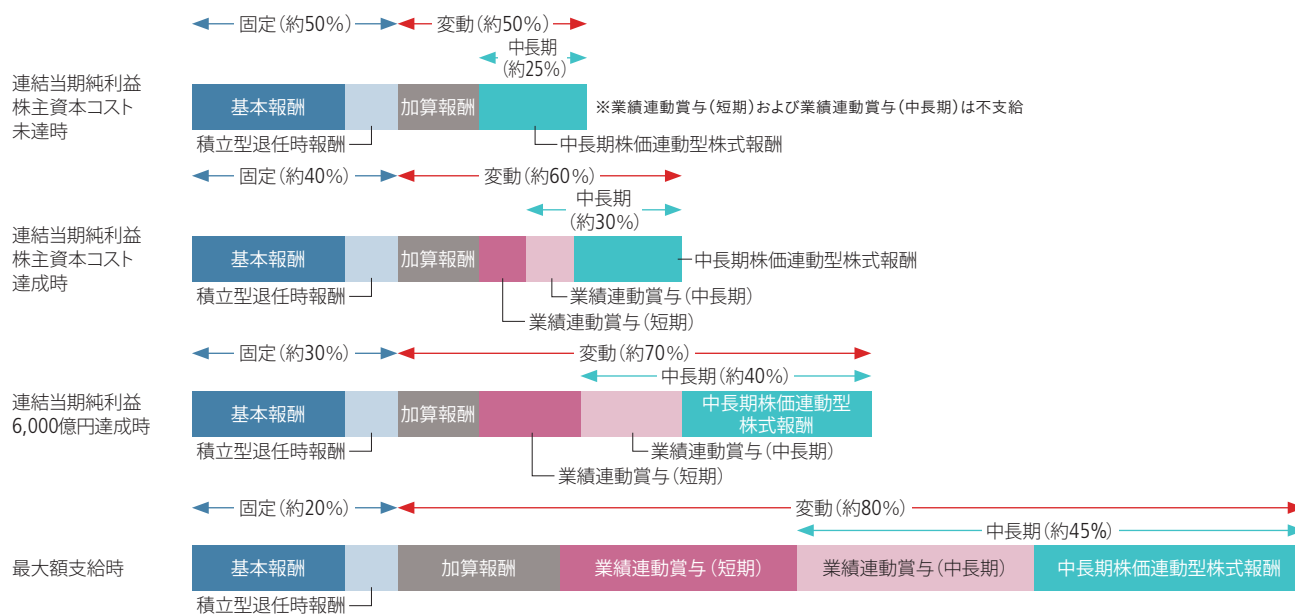 固定(約50%)
変動(約50%)
中長期
(約25%)
連結当期純利益
株主資本コスト
未達時
基本報酬
加算報酬
※業績連動賞与(短期)および業績連動賞与(中長期)は不支給
積立型退任時報酬
中長期株価連動型株式報酬
固定(約40%)
変動(約60%)
中長期
(約30%)
連結当期純利益
株主資本コスト
達成時
基本報酬
加算報酬
中長期株価連動型株式報酬
積立型退任時報酬
業績連動賞与(中長期)
業績連動賞与(短期)
固定(約30%)
変動(約70%)
中長期(約40%)
連結当期純利益
6,000億円達成時
基本報酬
加算報酬
中長期株価連動型
株式報酬
積立型退任時報酬
業績連動賞与(中長期)
業績連動賞与(短期)
固定(約20%)
変動(約80%)
中長期(約45%)
最大額支給時
基本報酬
加算報酬
業績連動賞与(短期)
業績連動賞与(中長期)
中長期株価連動型株式報酬
積立型退任時報酬